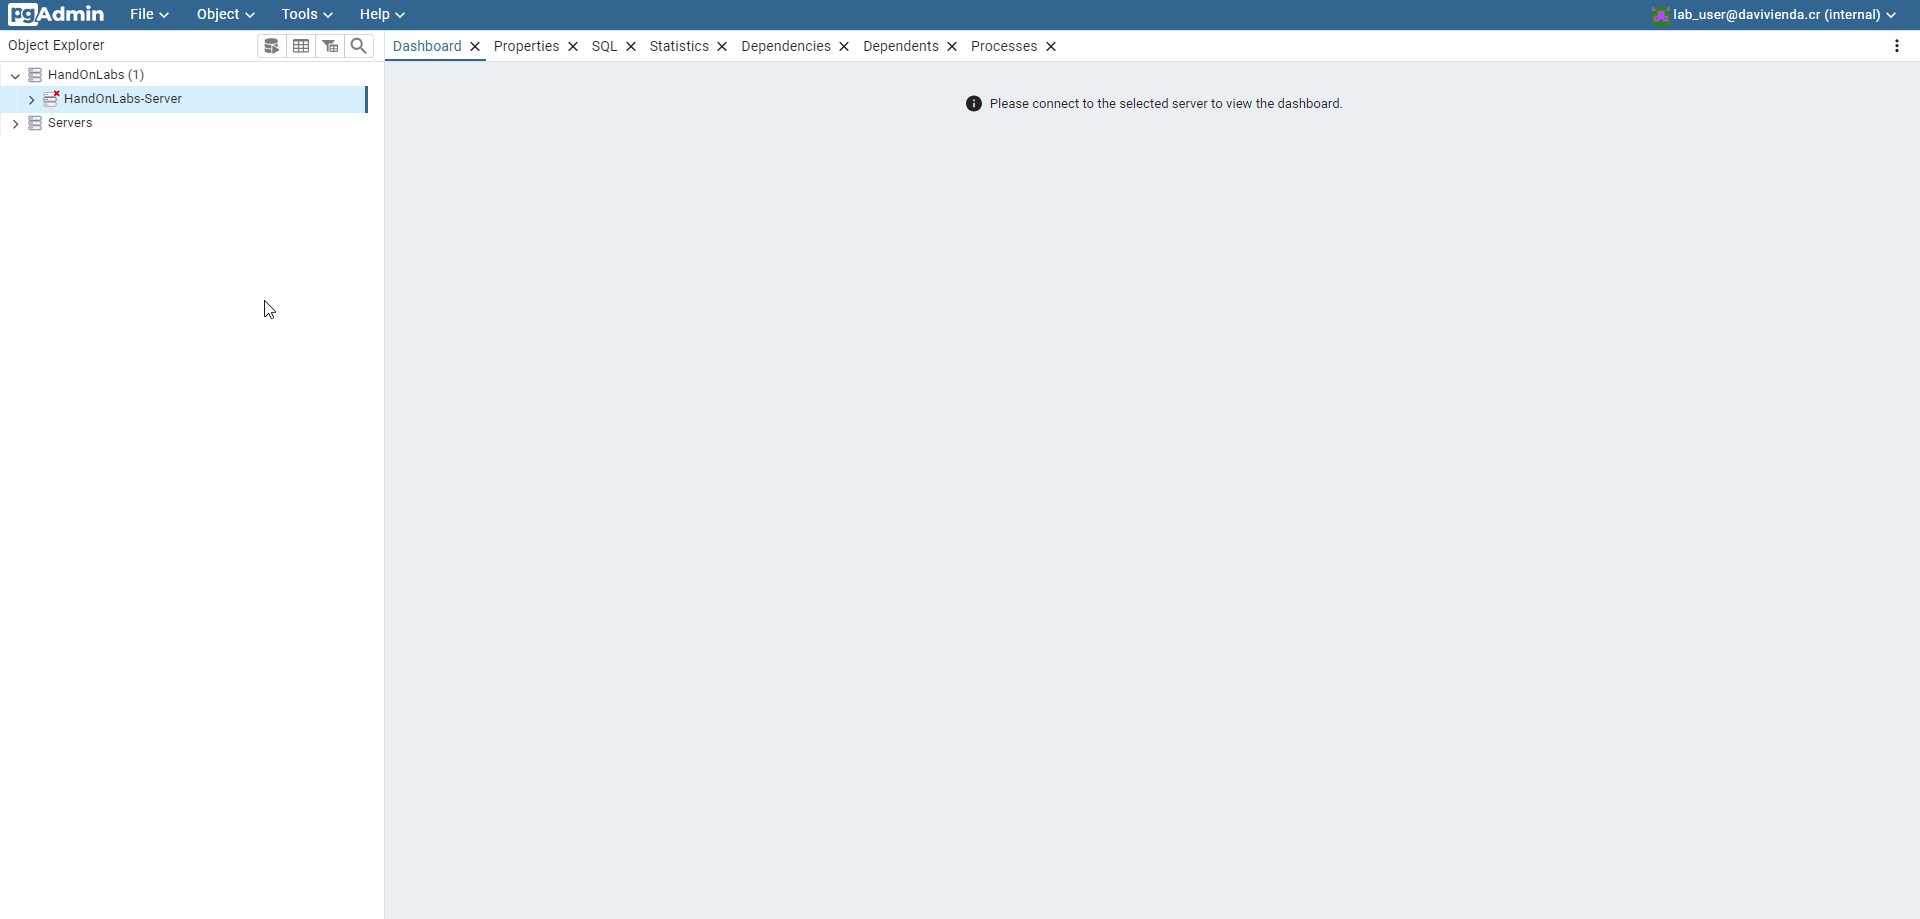 pgAdmin File Object Tools Help lab_user@davivienda.cr (internal)
Object Explorer Dashboard Properties SQL Statistics Dependencies Dependents Processes
HandOnLabs (1)
HandOnLabs-Server
Please connect to the selected server to view the dashboard.
Servers